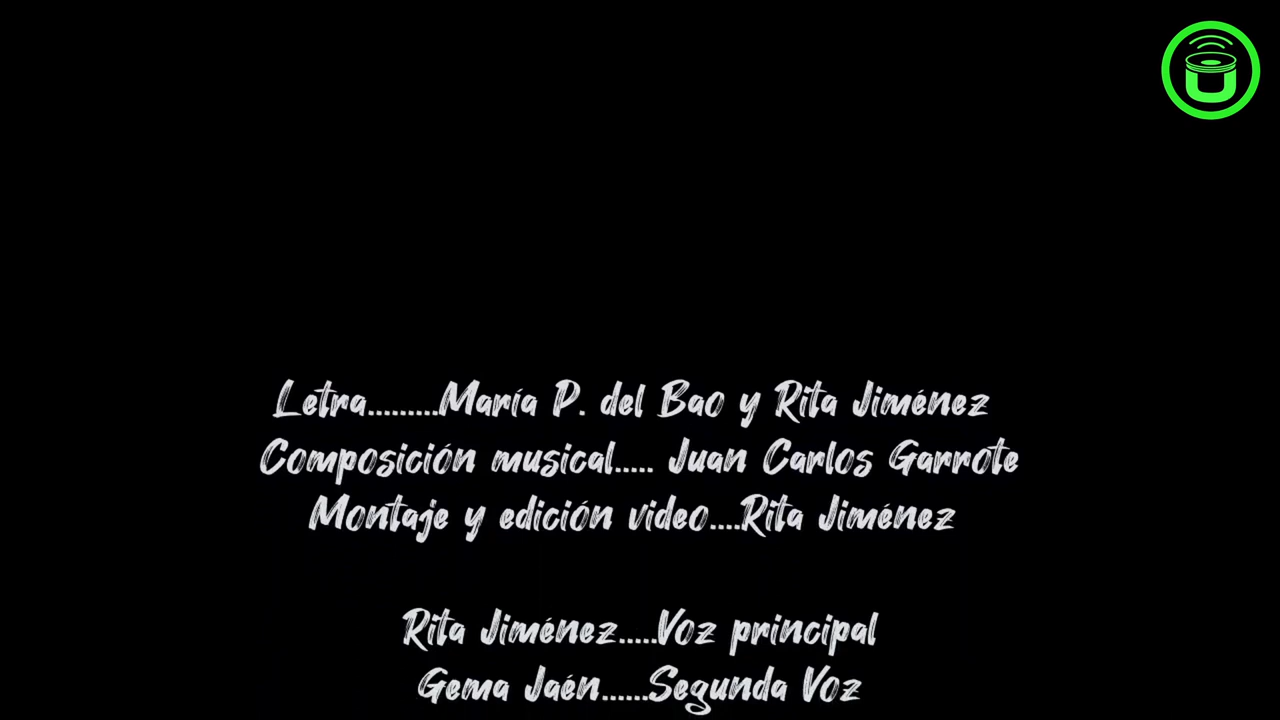 Letra.........María P. del Bao y Rita Jiménez
Composición musical..... Juan Carlos Garrote
Montaje y edición video....Rita Jiménez
Rita Jiménez.....Voz principal
Gema Jaén......Segunda Voz